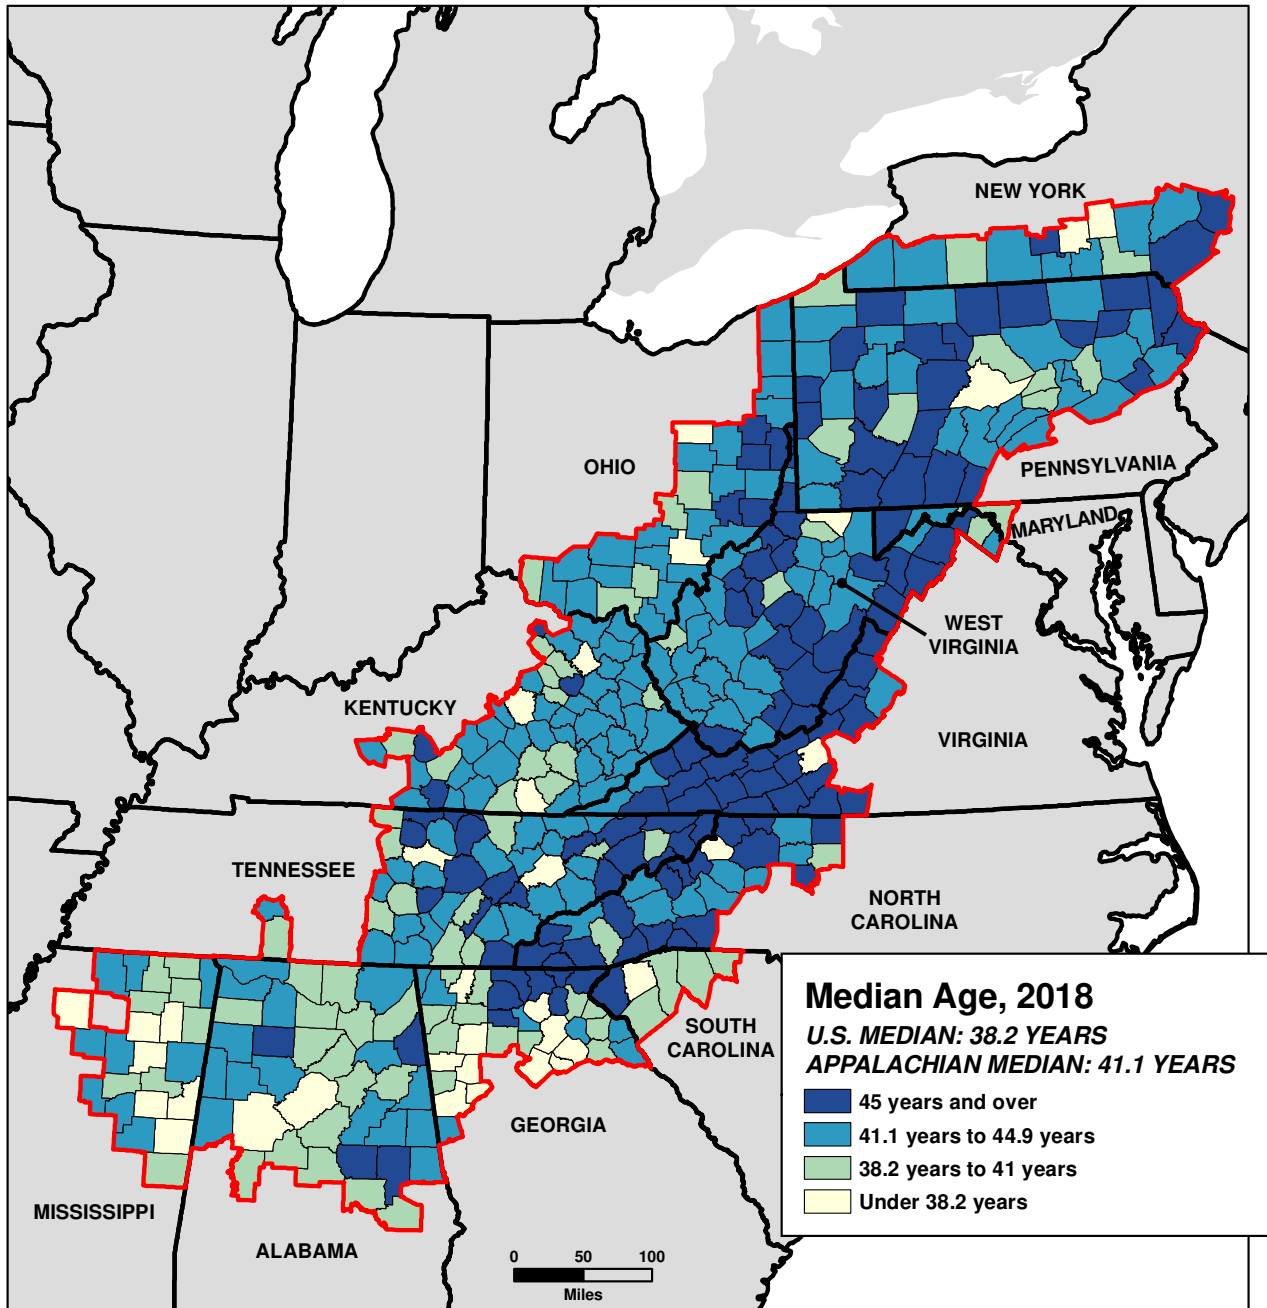 NEW YORK
OHIO
PENNSYLVANIA
MARYLAND
WEST
VIRGINIA
KENTUCKY
VIRGINIA
TENNESSEE
NORTH
CAROLINA
SOUTH
CAROLINA
GEORGIA
MISSISSIPPI
ALABAMA
Median Age, 2018
U.S. MEDIAN: 38.2 YEARS
APPALACHIAN MEDIAN: 41.1 YEARS
45 years and over
41.1 years to 44.9 years
38.2 years to 41 years
Under 38.2 years
0 50 100
Miles